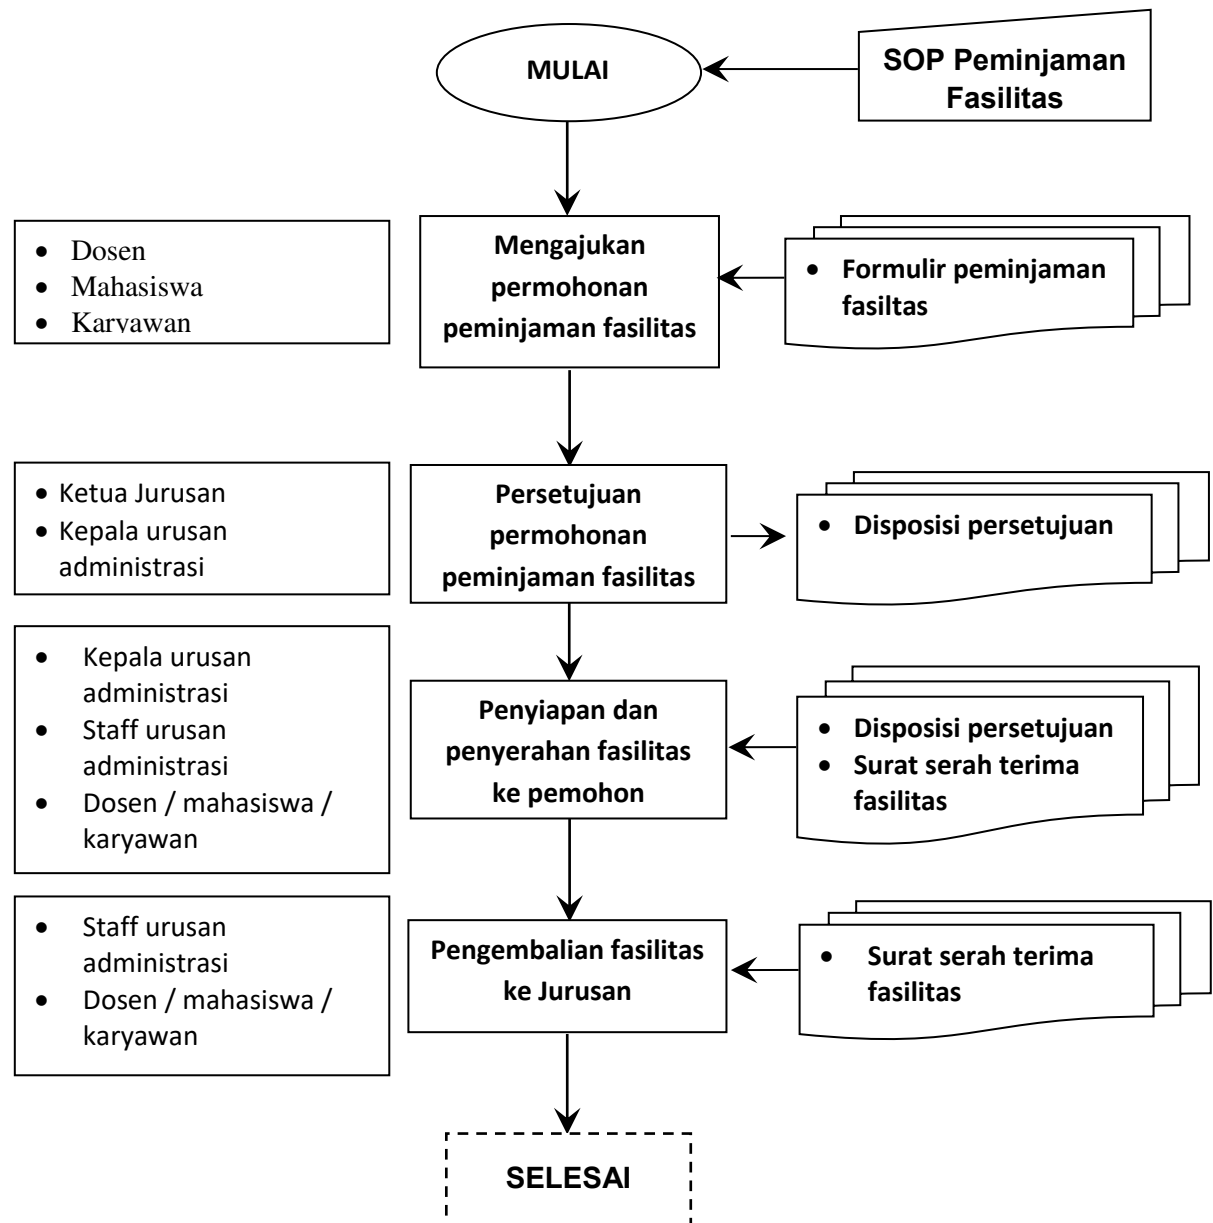 MULAI
SOP Peminjaman
Fasilitas
• Dosen
• Mahasiswa
• Karyawan
Mengajukan
permohonan
peminjaman fasilitas
• Formulir peminjaman
fasiltas
• Ketua Jurusan
• Kepala urusan
administrasi
Persetujuan
permohonan
peminjaman fasilitas
• Disposisi persetujuan
• Kepala urusan
administrasi
• Staff urusan
administrasi
• Dosen / mahasiswa /
karyawan
Penyiapan dan
penyerahan fasilitas
ke pemohon
• Disposisi persetujuan
• Surat serah terima
fasilitas
• Staff urusan
administrasi
• Dosen / mahasiswa /
karyawan
Pengembalian fasilitas
ke Jurusan
• Surat serah terima
fasilitas
SELESAI